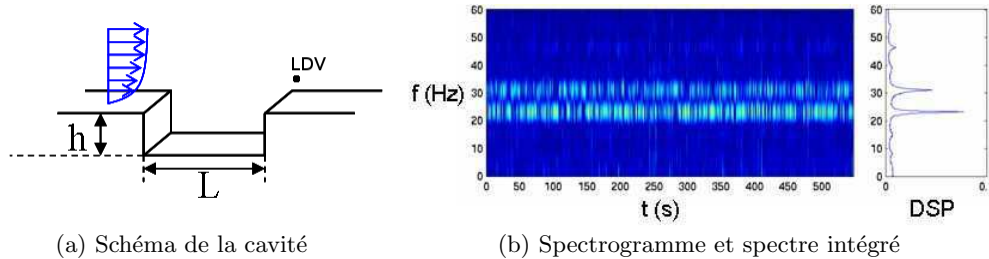 LDV
h
L
(a) Schéma de la cavité
60
50
40
30
20
10
0
f (Hz)
0 50 100 150 200 250 300 350 400 450 500
t (s)
60
50
40
30
20
10
0
0 0.
DSP
(b) Spectrogramme et spectre intégré